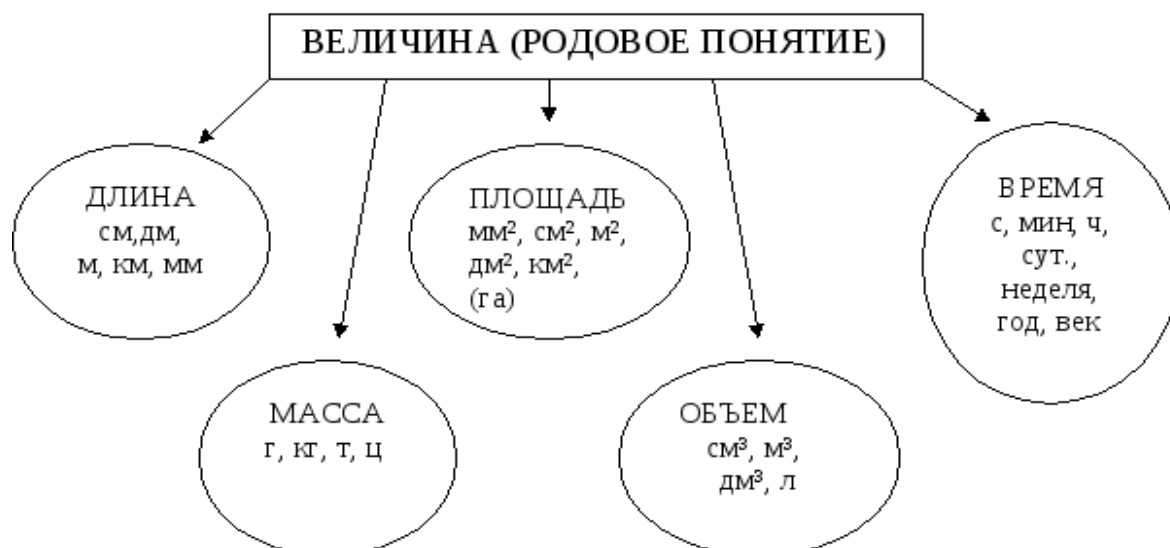 ВЕЛИЧИНА (РОДОВОЕ ПОНЯТИЕ)
ДЛИНА
см,дм,
м, км, мм
ПЛОЩАДЬ
мм², см², м²,
дм², км²,
(га)
ВРЕМЯ
с, мин, ч,
сут.,
неделя,
год, век
МАССА
г, кг, т, ц
ОБЪЕМ
см³, м³,
дм³, л